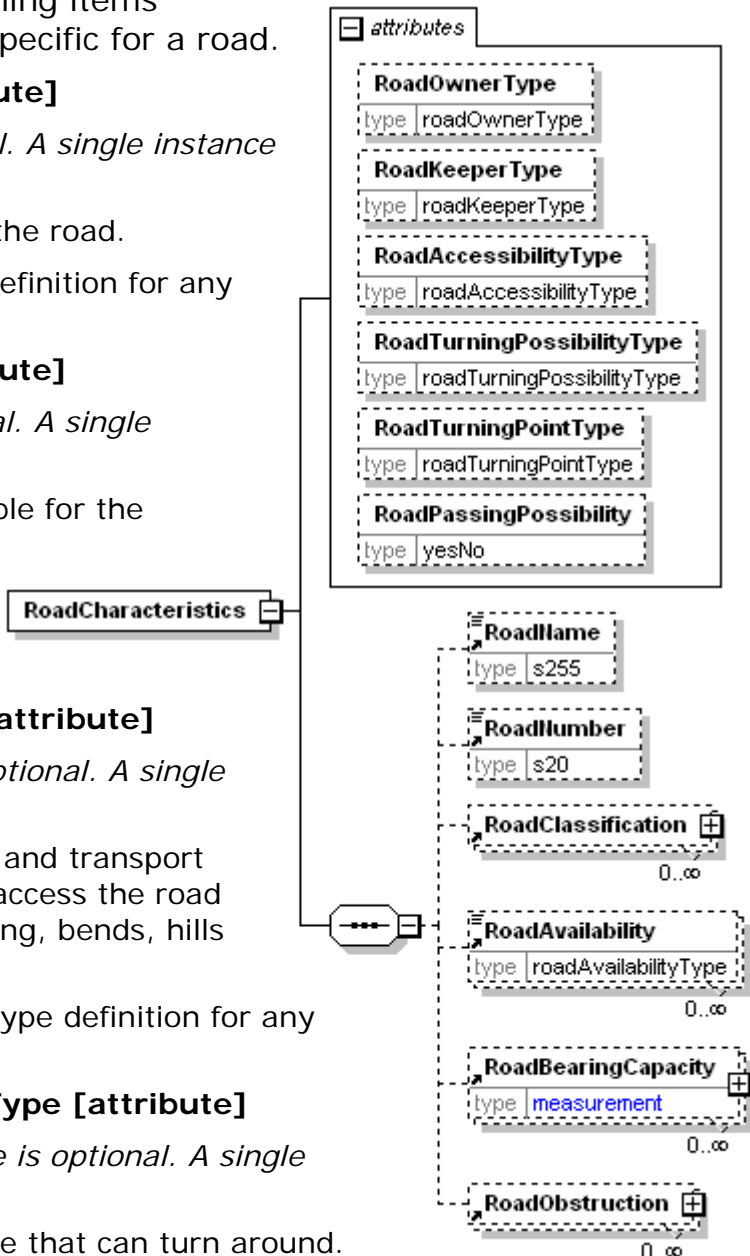 ning items
pecific for a road.
ute]
l. A single instance
the road.
efinition for any
ute]
al. A single
ble for the
attribute]
otional. A single
and transport
access the road
ng, bends, hills
ype definition for any
Type [attribute]
e is optional. A single
e that can turn around.
attributes
RoadOwnerType
type roadOwnerType
RoadKeeperType
type roadKeeperType
RoadAccessibilityType
type roadAccessibilityType
RoadTurningPossibilityType
type roadTurningPossibilityType
RoadTurningPointType
type roadTurningPointType
RoadPassingPossibility
type yesNo
RoadCharacteristics
RoadName
type s255
RoadNumber
type s20
RoadClassification
0..∞
RoadAvailability
type roadAvailabilityType
0..∞
RoadBearingCapacity
type measurement
0..∞
RoadObstruction
0..∞